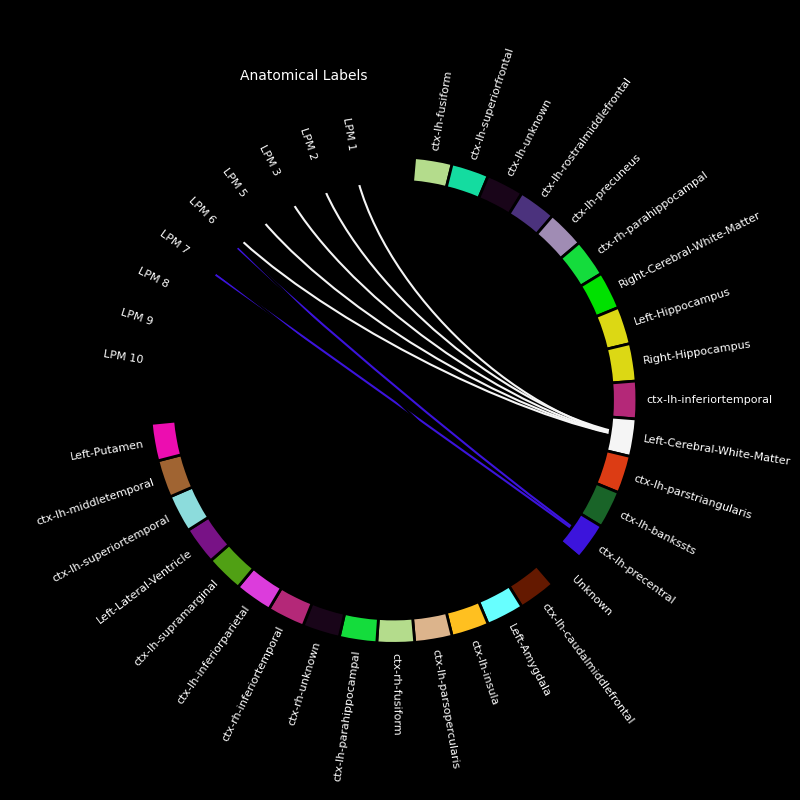 Anatomical Labels
LPM 1
LPM 2
LPM 3
LPM 5
LPM 6
LPM 7
LPM 8
LPM 9
LPM 10
ctx-lh-fusiform
ctx-lh-superiorfrontal
ctx-lh-unknown
ctx-lh-rostralmiddlefrontal
ctx-lh-precuneus
ctx-rh-parahippocampal
Right-Cerebral-White-Matter
Left-Hippocampus
Right-Hippocampus
ctx-lh-inferiortemporal
Left-Cerebral-White-Matter
ctx-lh-parstriangularis
ctx-lh-bankssts
ctx-lh-precentral
Unknown
ctx-lh-caudalmiddlefrontal
Left-Amygdala
ctx-lh-insula
ctx-lh-parsopercularis
ctx-rh-fusiform
ctx-lh-parahippocampal
ctx-rh-unknown
ctx-rh-inferiortemporal
ctx-lh-inferiorparietal
ctx-lh-supramarginal
Left-Lateral-Ventricle
ctx-lh-superiortemporal
ctx-lh-middletemporal
Left-Putamen